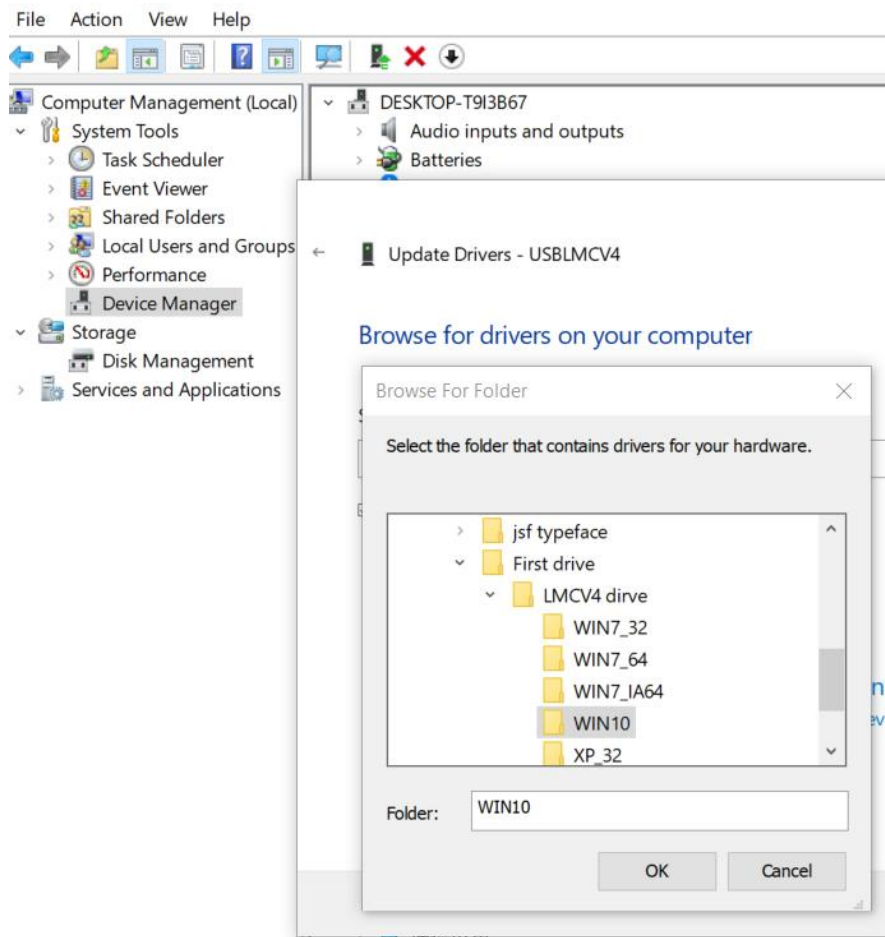 File Action View Help
Computer Management (Local)
System Tools
Task Scheduler
Event Viewer
Shared Folders
Local Users and Groups
Performance
Device Manager
Storage
Disk Management
Services and Applications
DESKTOP-T9I3B67
Audio inputs and outputs
Batteries
Update Drivers - USBLMCV4
Browse for drivers on your computer
Browse For Folder
Select the folder that contains drivers for your hardware.
jsf typeface
First drive
LMCV4 dirve
WIN7_32
WIN7_64
WIN7_IA64
WIN10
XP_32
Folder: WIN10
OK Cancel